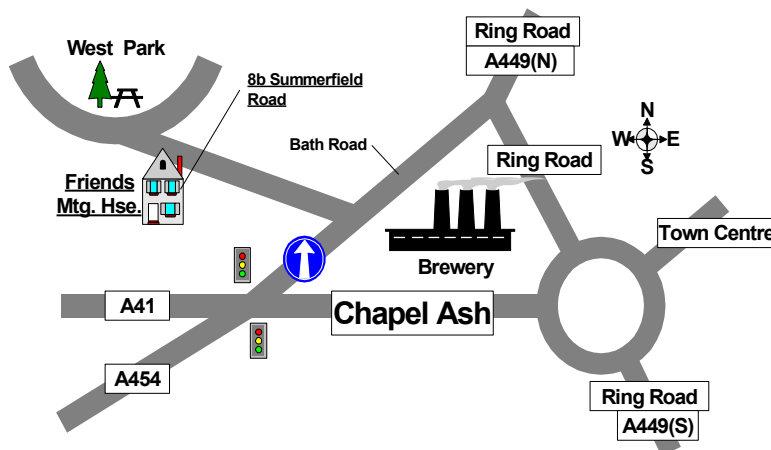 Ring Road
A449(N)
West Park
8b Summerfield
Road
N
W E
S
Bath Road
Ring Road
Friends
Mtg. Hse.
Town Centre
Brewery
A41
Chapel Ash
A454
Ring Road
A449(S)